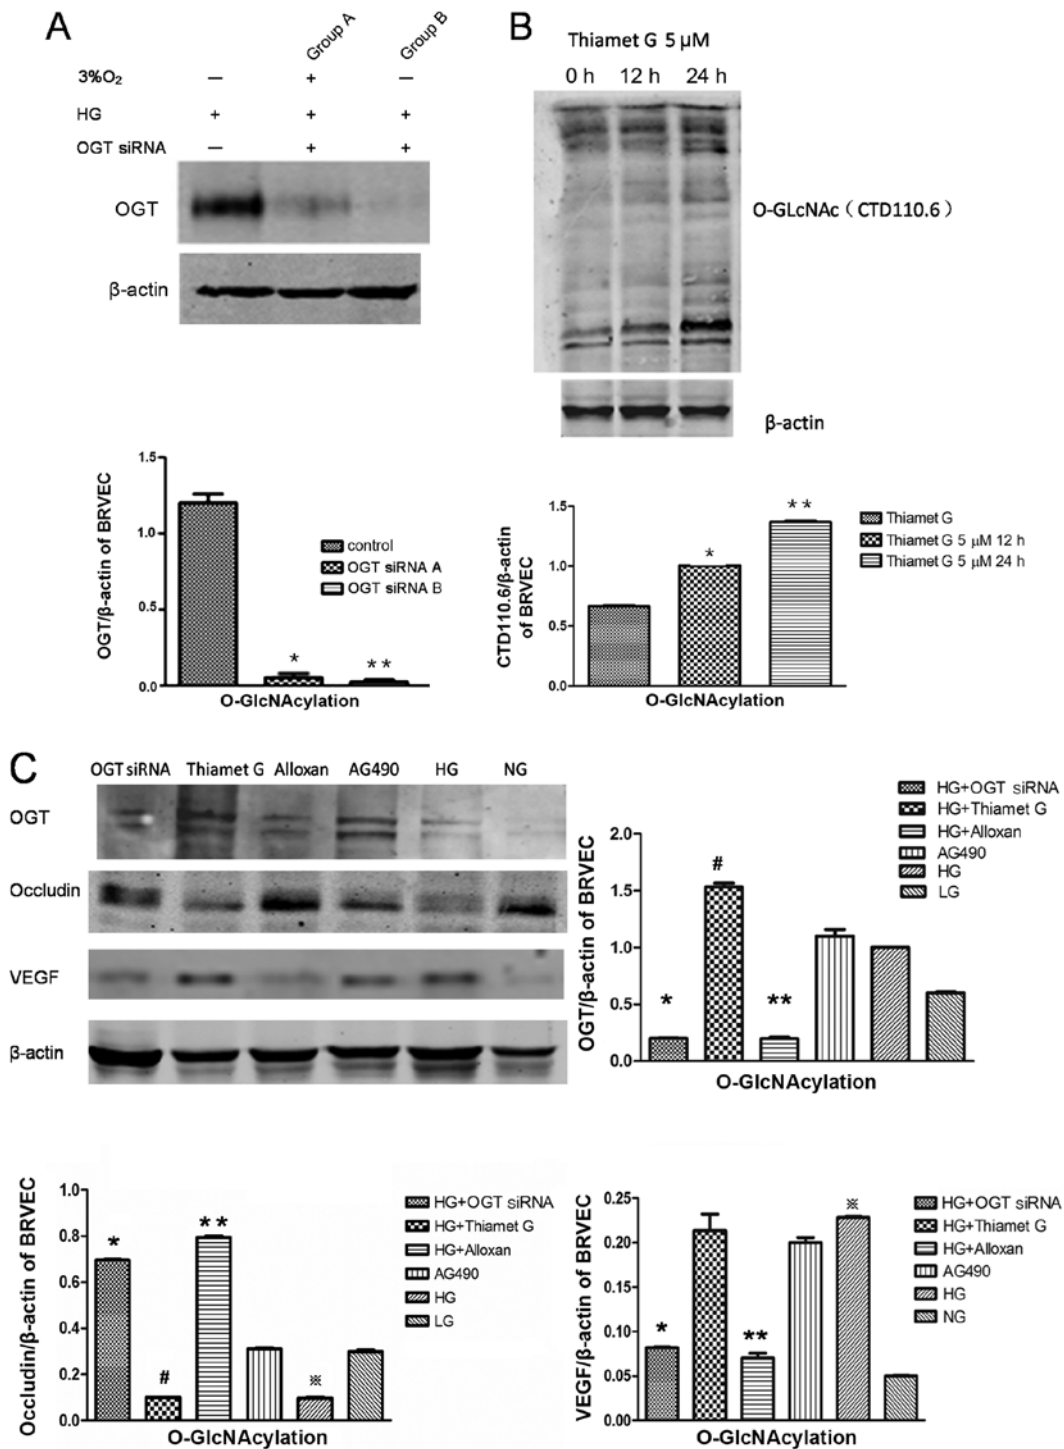 A
Group A
Group B
3%O₂ — + —
HG + + +
OGT siRNA — + +
OGT
β-actin
OGT/β-actin of BRVEC
1.5
1.0
0.5
0.0
*
**
control
OGT siRNA A
OGT siRNA B
O-GlcNAcylation
B
Thiamet G 5 μM
0 h 12 h 24 h
O-GLcNAc（CTD110.6）
β-actin
CTD110.6/β-actin
of BRVEC
1.5
1.0
0.5
0.0
*
**
Thiamet G
Thiamet G 5 μM 12 h
Thiamet G 5 μM 24 h
O-GlcNAcylation
C
OGT siRNA Thiamet G Alloxan AG490 HG NG
OGT
Occludin
VEGF
β-actin
OGT/β-actin of BRVEC
2.0
1.5
1.0
0.5
0.0
*
#
**
HG+OGT siRNA
HG+Thiamet G
HG+Alloxan
AG490
HG
LG
O-GlcNAcylation
Occludin/β-actin of BRVEC
1.0
0.8
0.6
0.4
0.2
0.0
*
#
**
※
HG+OGT siRNA
HG+Thiamet G
HG+Alloxan
AG490
HG
LG
O-GlcNAcylation
VEGF/β-actin of BRVEC
0.25
0.20
0.15
0.10
0.05
0.00
*
**
※
HG+OGT siRNA
HG+Thiamet G
HG+Alloxan
AG490
HG
NG
O-GlcNAcylation